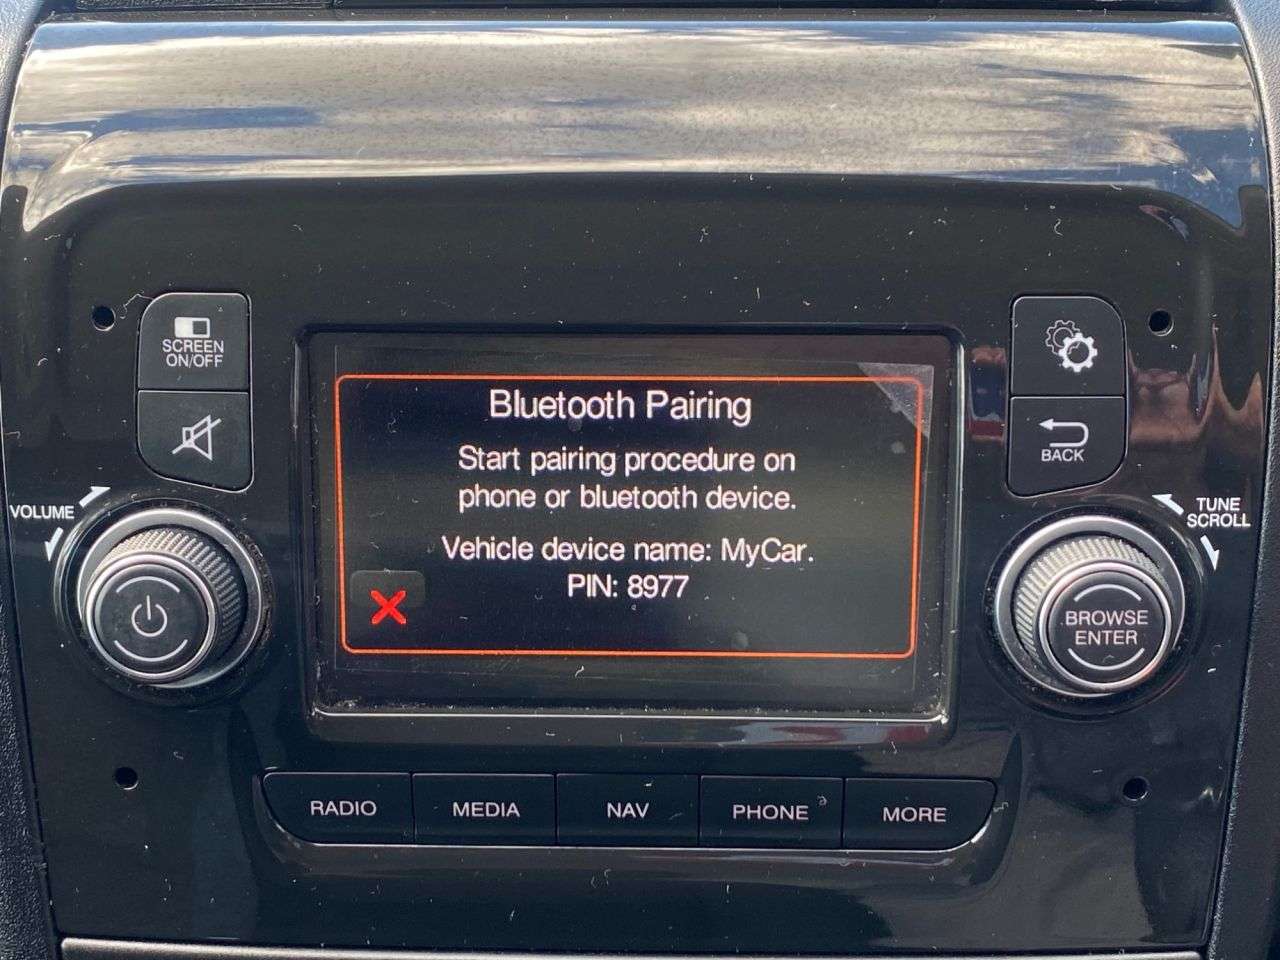 SCREEN
ON/OFF
VOLUME
Bluetooth Pairing
Start pairing procedure on
phone or bluetooth device.
Vehicle device name: MyCar.
PIN: 8977
BACK
TUNE
SCROLL
BROWSE
ENTER
RADIO
MEDIA
NAV
PHONE
MORE